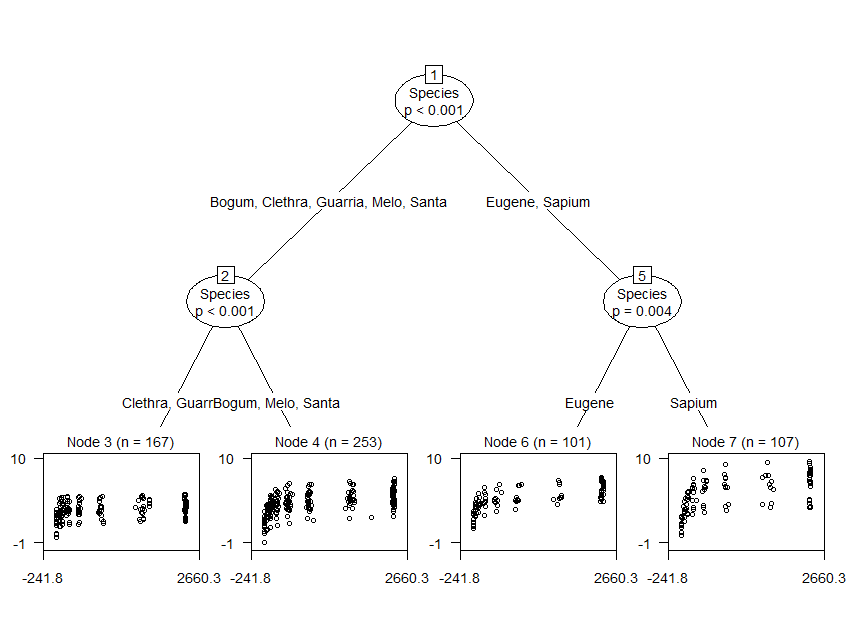 1
Species
p < 0.001
Bogum, Clethra, Guarria, Melo, Santa
Eugene, Sapium
2
Species
p < 0.001
5
Species
p = 0.004
Clethra, Guarr
Bogum, Melo, Santa
Eugene
Sapium
Node 3 (n = 167)
Node 4 (n = 253)
Node 6 (n = 101)
Node 7 (n = 107)
10
-1
-241.8
2660.3
10
-1
-241.8
2660.3
10
-1
-241.8
2660.3
10
-1
-241.8
2660.3